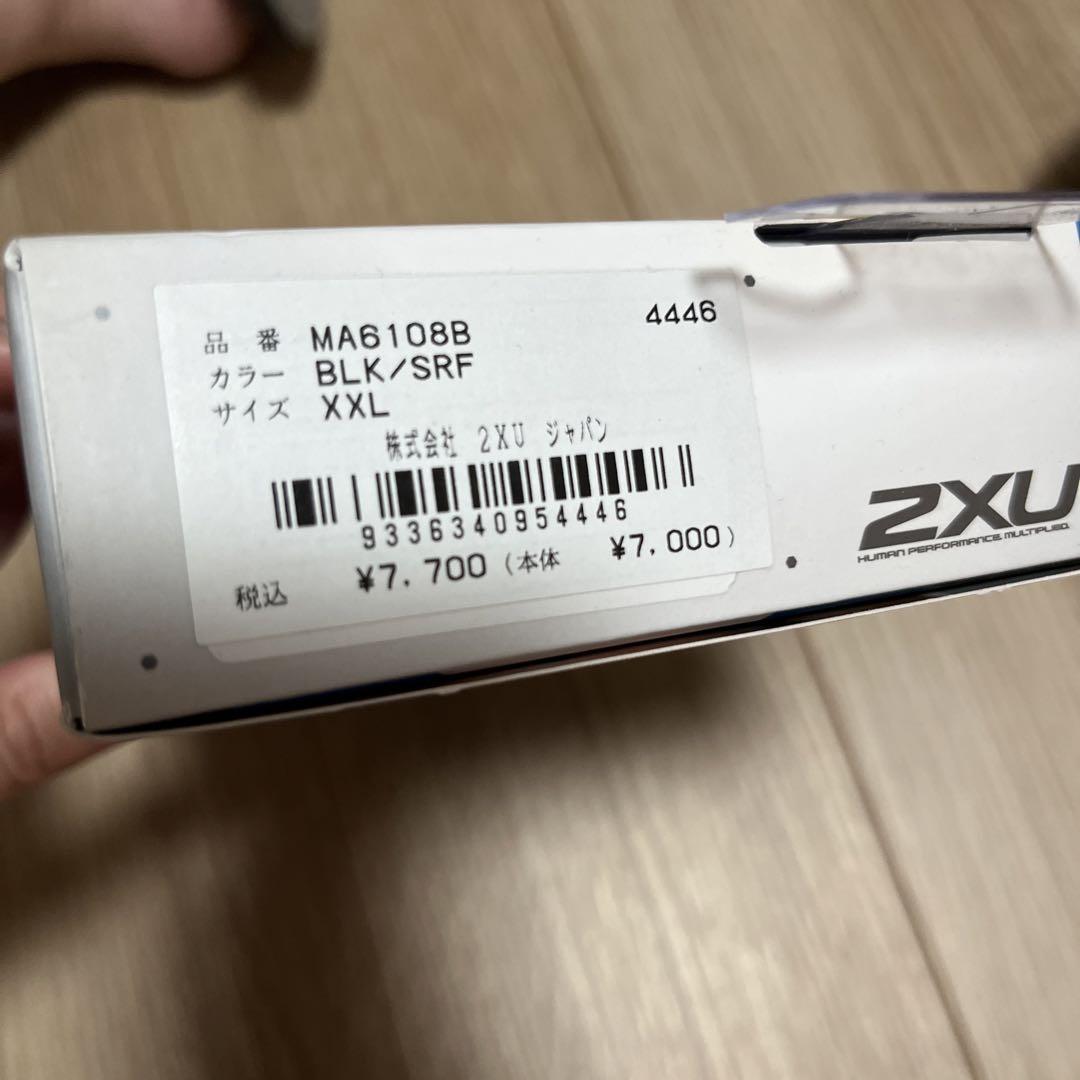 品 番 MA6108B 4446
カラー BLK/SRF
サイズ XXL
株式会社 2XU ジャパン
9336340954446
税込 ¥7,700 (本体 ¥7,000)
2XU
HUMAN PERFORMANCE MULTIPLIED